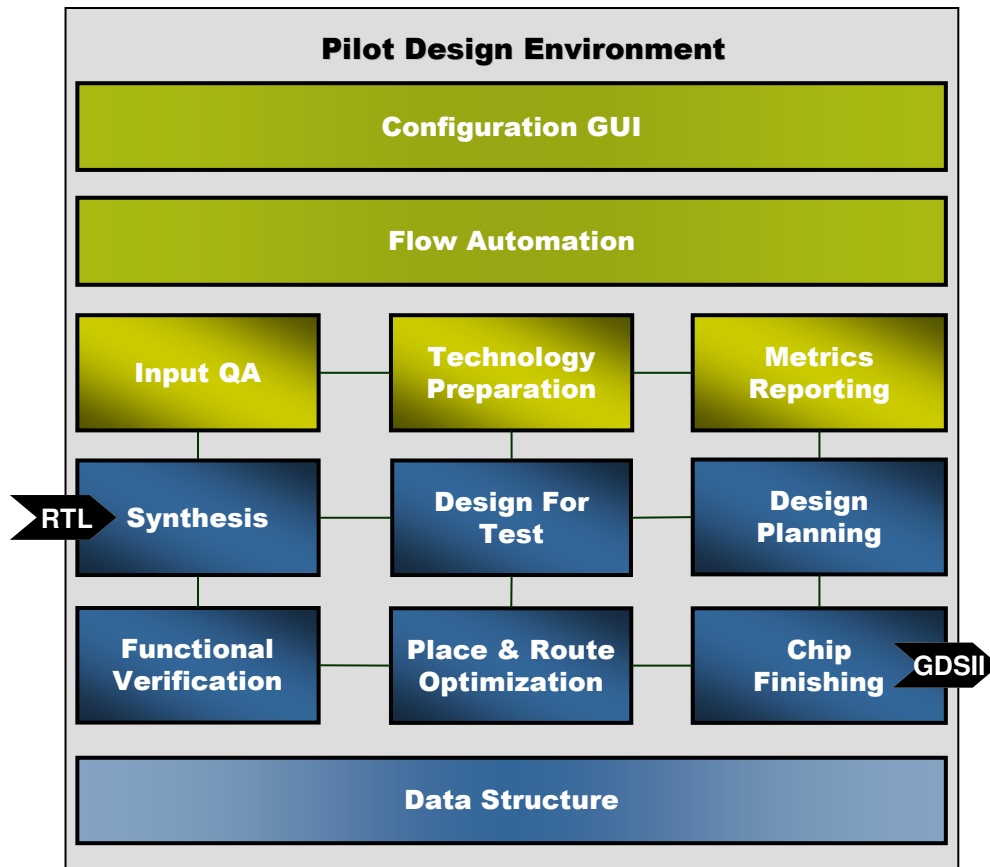 Pilot Design Environment
Configuration GUI
Flow Automation
Input QA
Technology
Preparation
Metrics
Reporting
RTL
Synthesis
Design For
Test
Design
Planning
Functional
Verification
Place & Route
Optimization
Chip
Finishing
GDSII
Data Structure